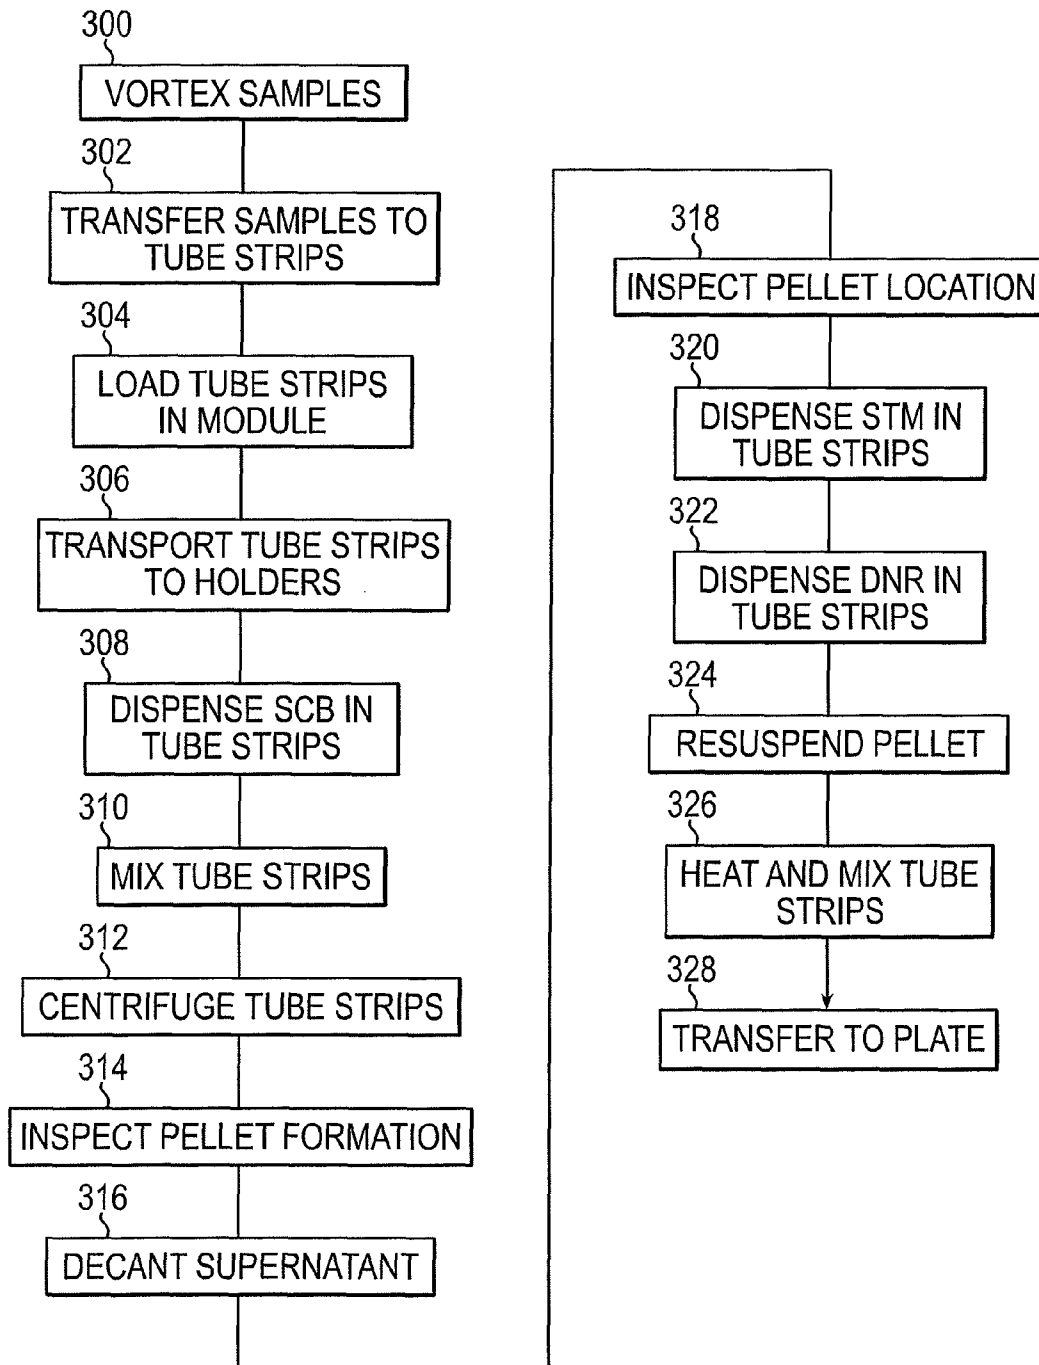 300
VORTEX SAMPLES
302
TRANSFER SAMPLES TO
TUBE STRIPS
304
LOAD TUBE STRIPS
IN MODULE
306
TRANSPORT TUBE STRIPS
TO HOLDERS
308
DISPENSE SCB IN
TUBE STRIPS
310
MIX TUBE STRIPS
312
CENTRIFUGE TUBE STRIPS
314
INSPECT PELLET FORMATION
316
DECANT SUPERNATANT
318
INSPECT PELLET LOCATION
320
DISPENSE STM IN
TUBE STRIPS
322
DISPENSE DNR IN
TUBE STRIPS
324
RESUSPEND PELLET
326
HEAT AND MIX TUBE
STRIPS
328
TRANSFER TO PLATE